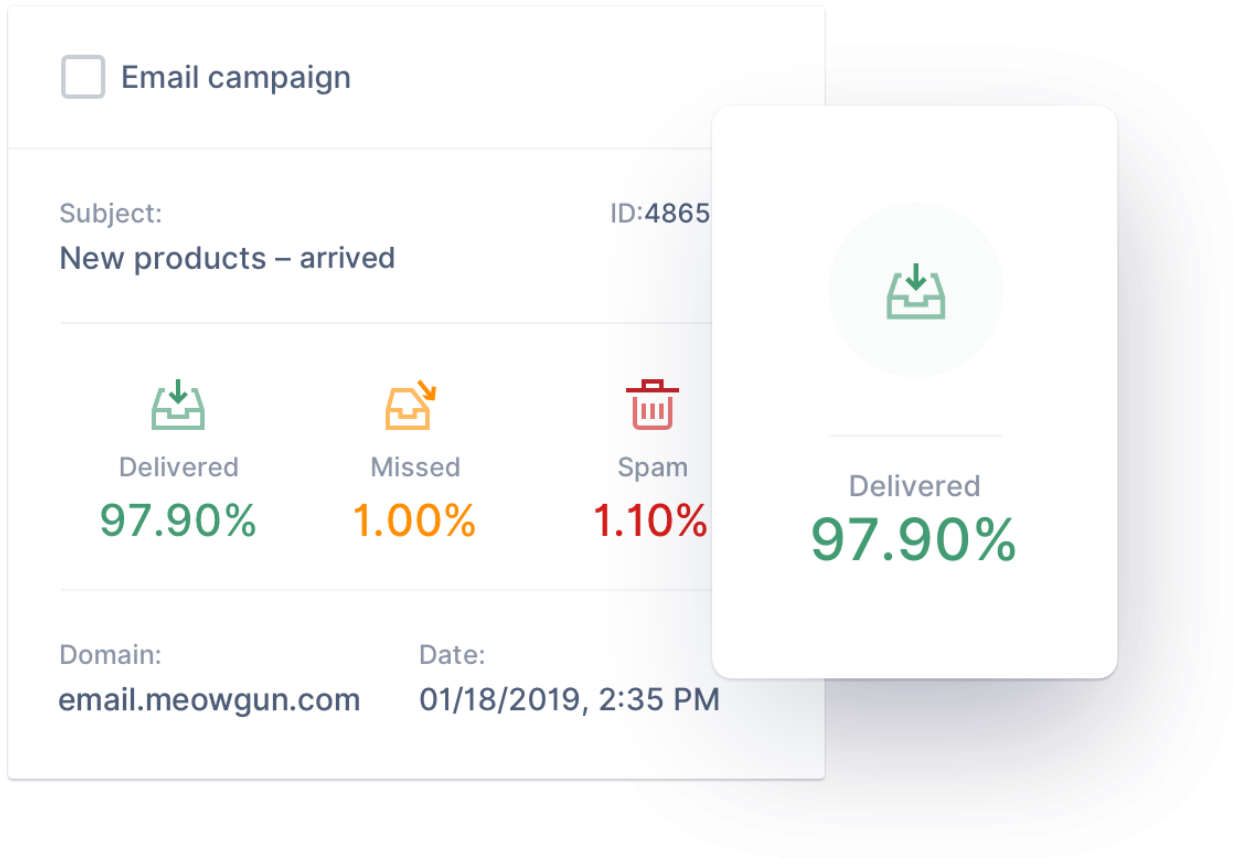 Email campaign
Subject:
ID:4865
New products – arrived
Delivered
Missed
Spam
97.90%
1.00%
1.10%
Domain:
Date:
email.meowgun.com
01/18/2019, 2:35 PM
Delivered
97.90%